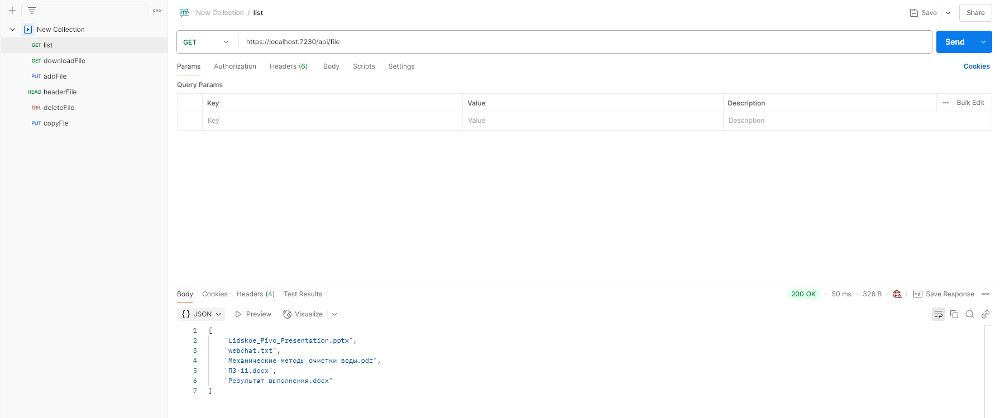 New Collection
GET list
GET downloadFile
PUT addFile
HEAD headerFile
DEL deleteFile
PUT copyFle
HTTP New Collection / list
Save
Share
GET https://localhost:7230/api/file
Send
Params Authorization Headers (6) Body Scripts Settings
Cookies
Query Params
Key Value Description Bulk Edit
Key Value Description
Body Cookies Headers (4) Test Results
200 OK • 50 ms • 326 B • e.g. Save Response
{} JSON Preview Visualize
1 [
2 "Lidskoe_Pivo_Presentation.pptx",
3 "webchat.txt",
4 "Механические методы очистки воды.pdf",
5 "ПЗ-11.docx",
6 "Результат выполнения.docx"
7 ]